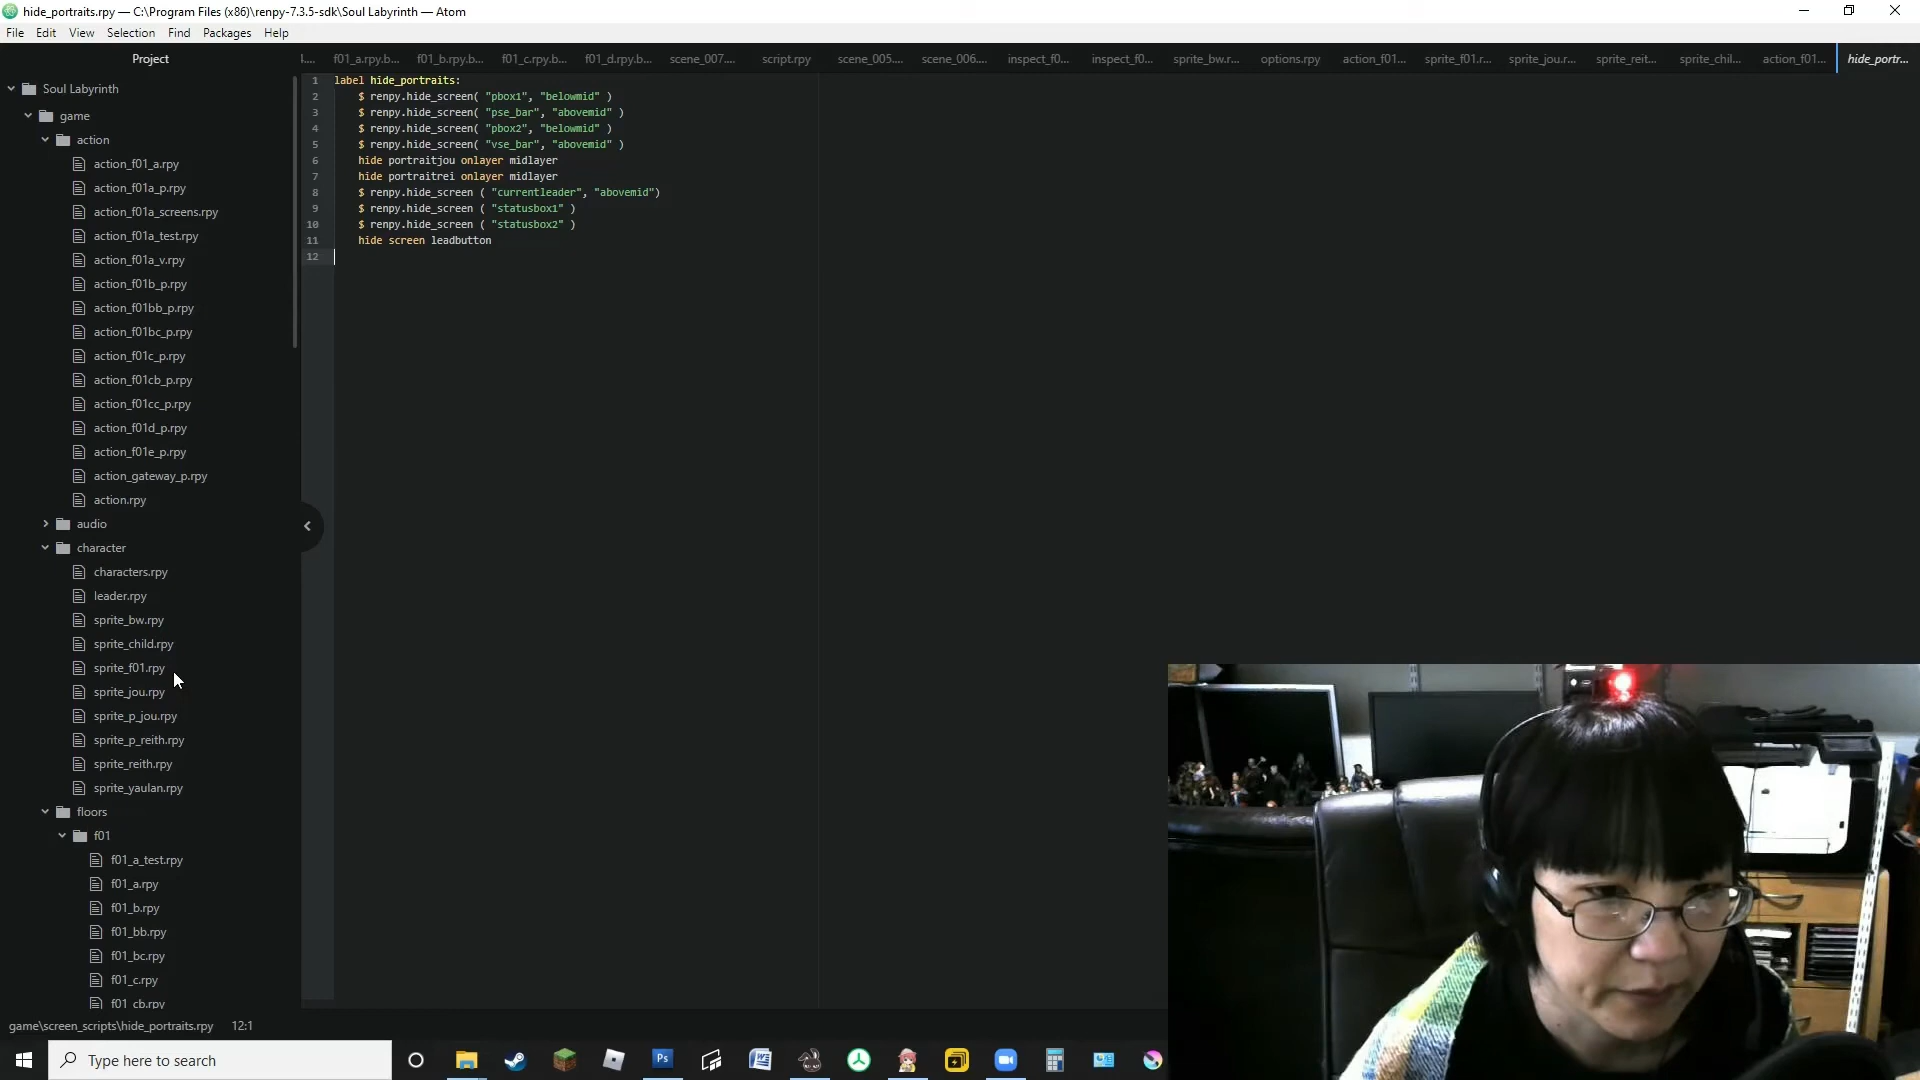 hide_portraits.rpy — C:\Program Files (x86)\renpy-7.3.5-sdk\Soul Labyrinth — Atom
File Edit View Selection Find Packages Help
Project
f01_a.rpy.b... f01_b.rpy.b... f01_c.rpy.b... f01_d.rpy.b... scene_007.... script.rpy scene_005.... scene_006.... inspect_f0... inspect_f0... sprite_bw.r... options.rpy action_f01... sprite_f01.r... sprite_jou.r... sprite_reit... sprite_chil... action_f01... hide_portr...
Soul Labyrinth
game
action
action_f01_a.rpy
action_f01a_p.rpy
action_f01a_screens.rpy
action_f01a_test.rpy
action_f01a_v.rpy
action_f01b_p.rpy
action_f01bb_p.rpy
action_f01bc_p.rpy
action_f01c_p.rpy
action_f01cb_p.rpy
action_f01cc_p.rpy
action_f01d_p.rpy
action_f01e_p.rpy
action_gateway_p.rpy
action.rpy
audio
character
characters.rpy
leader.rpy
sprite_bw.rpy
sprite_child.rpy
sprite_f01.rpy
sprite_jou.rpy
sprite_p_jou.rpy
sprite_p_reith.rpy
sprite_reith.rpy
sprite_yaulan.rpy
floors
f01
f01_a_test.rpy
f01_a.rpy
f01_b.rpy
f01_bb.rpy
f01_bc.rpy
f01_c.rpy
f01_cb.rpy
1 label hide_portraits:
2 $ renpy.hide_screen( "pbox1", "belowmid" )
3 $ renpy.hide_screen( "pse_bar", "abovemid" )
4 $ renpy.hide_screen( "pbox2", "belowmid" )
5 $ renpy.hide_screen( "vse_bar", "abovemid" )
6 hide portraitjou onlayer midlayer
7 hide portraitrei onlayer midlayer
8 $ renpy.hide_screen ( "currentleader", "abovemid")
9 $ renpy.hide_screen ( "statusbox1" )
10 $ renpy.hide_screen ( "statusbox2" )
11 hide screen leadbutton
12
game\screen_scripts\hide_portraits.rpy 12:1
Type here to search
Ps